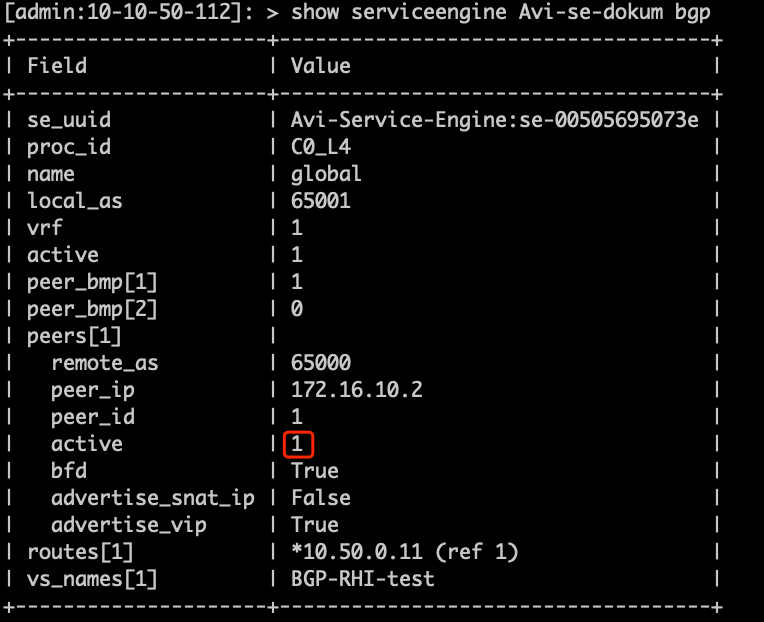 [admin:10-10-50-112]: > show serviceengine Avi-se-dokum bgp
+---------------------+------------------------------------+
| Field               | Value                              |
+---------------------+------------------------------------+
| se_uuid             | Avi-Service-Engine:se-00505695073e |
| proc_id             | C0_L4                              |
| name                | global                             |
| local_as            | 65001                              |
| vrf                 | 1                                  |
| active              | 1                                  |
| peer_bmp[1]         | 1                                  |
| peer_bmp[2]         | 0                                  |
| peers[1]            |                                    |
|   remote_as         | 65000                              |
|   peer_ip           | 172.16.10.2                        |
|   peer_id           | 1                                  |
|   active            | 1                                  |
|   bfd               | True                               |
|   advertise_snat_ip | False                              |
|   advertise_vip     | True                               |
| routes[1]           | *10.50.0.11 (ref 1)                |
| vs_names[1]         | BGP-RHI-test                       |
+---------------------+------------------------------------+